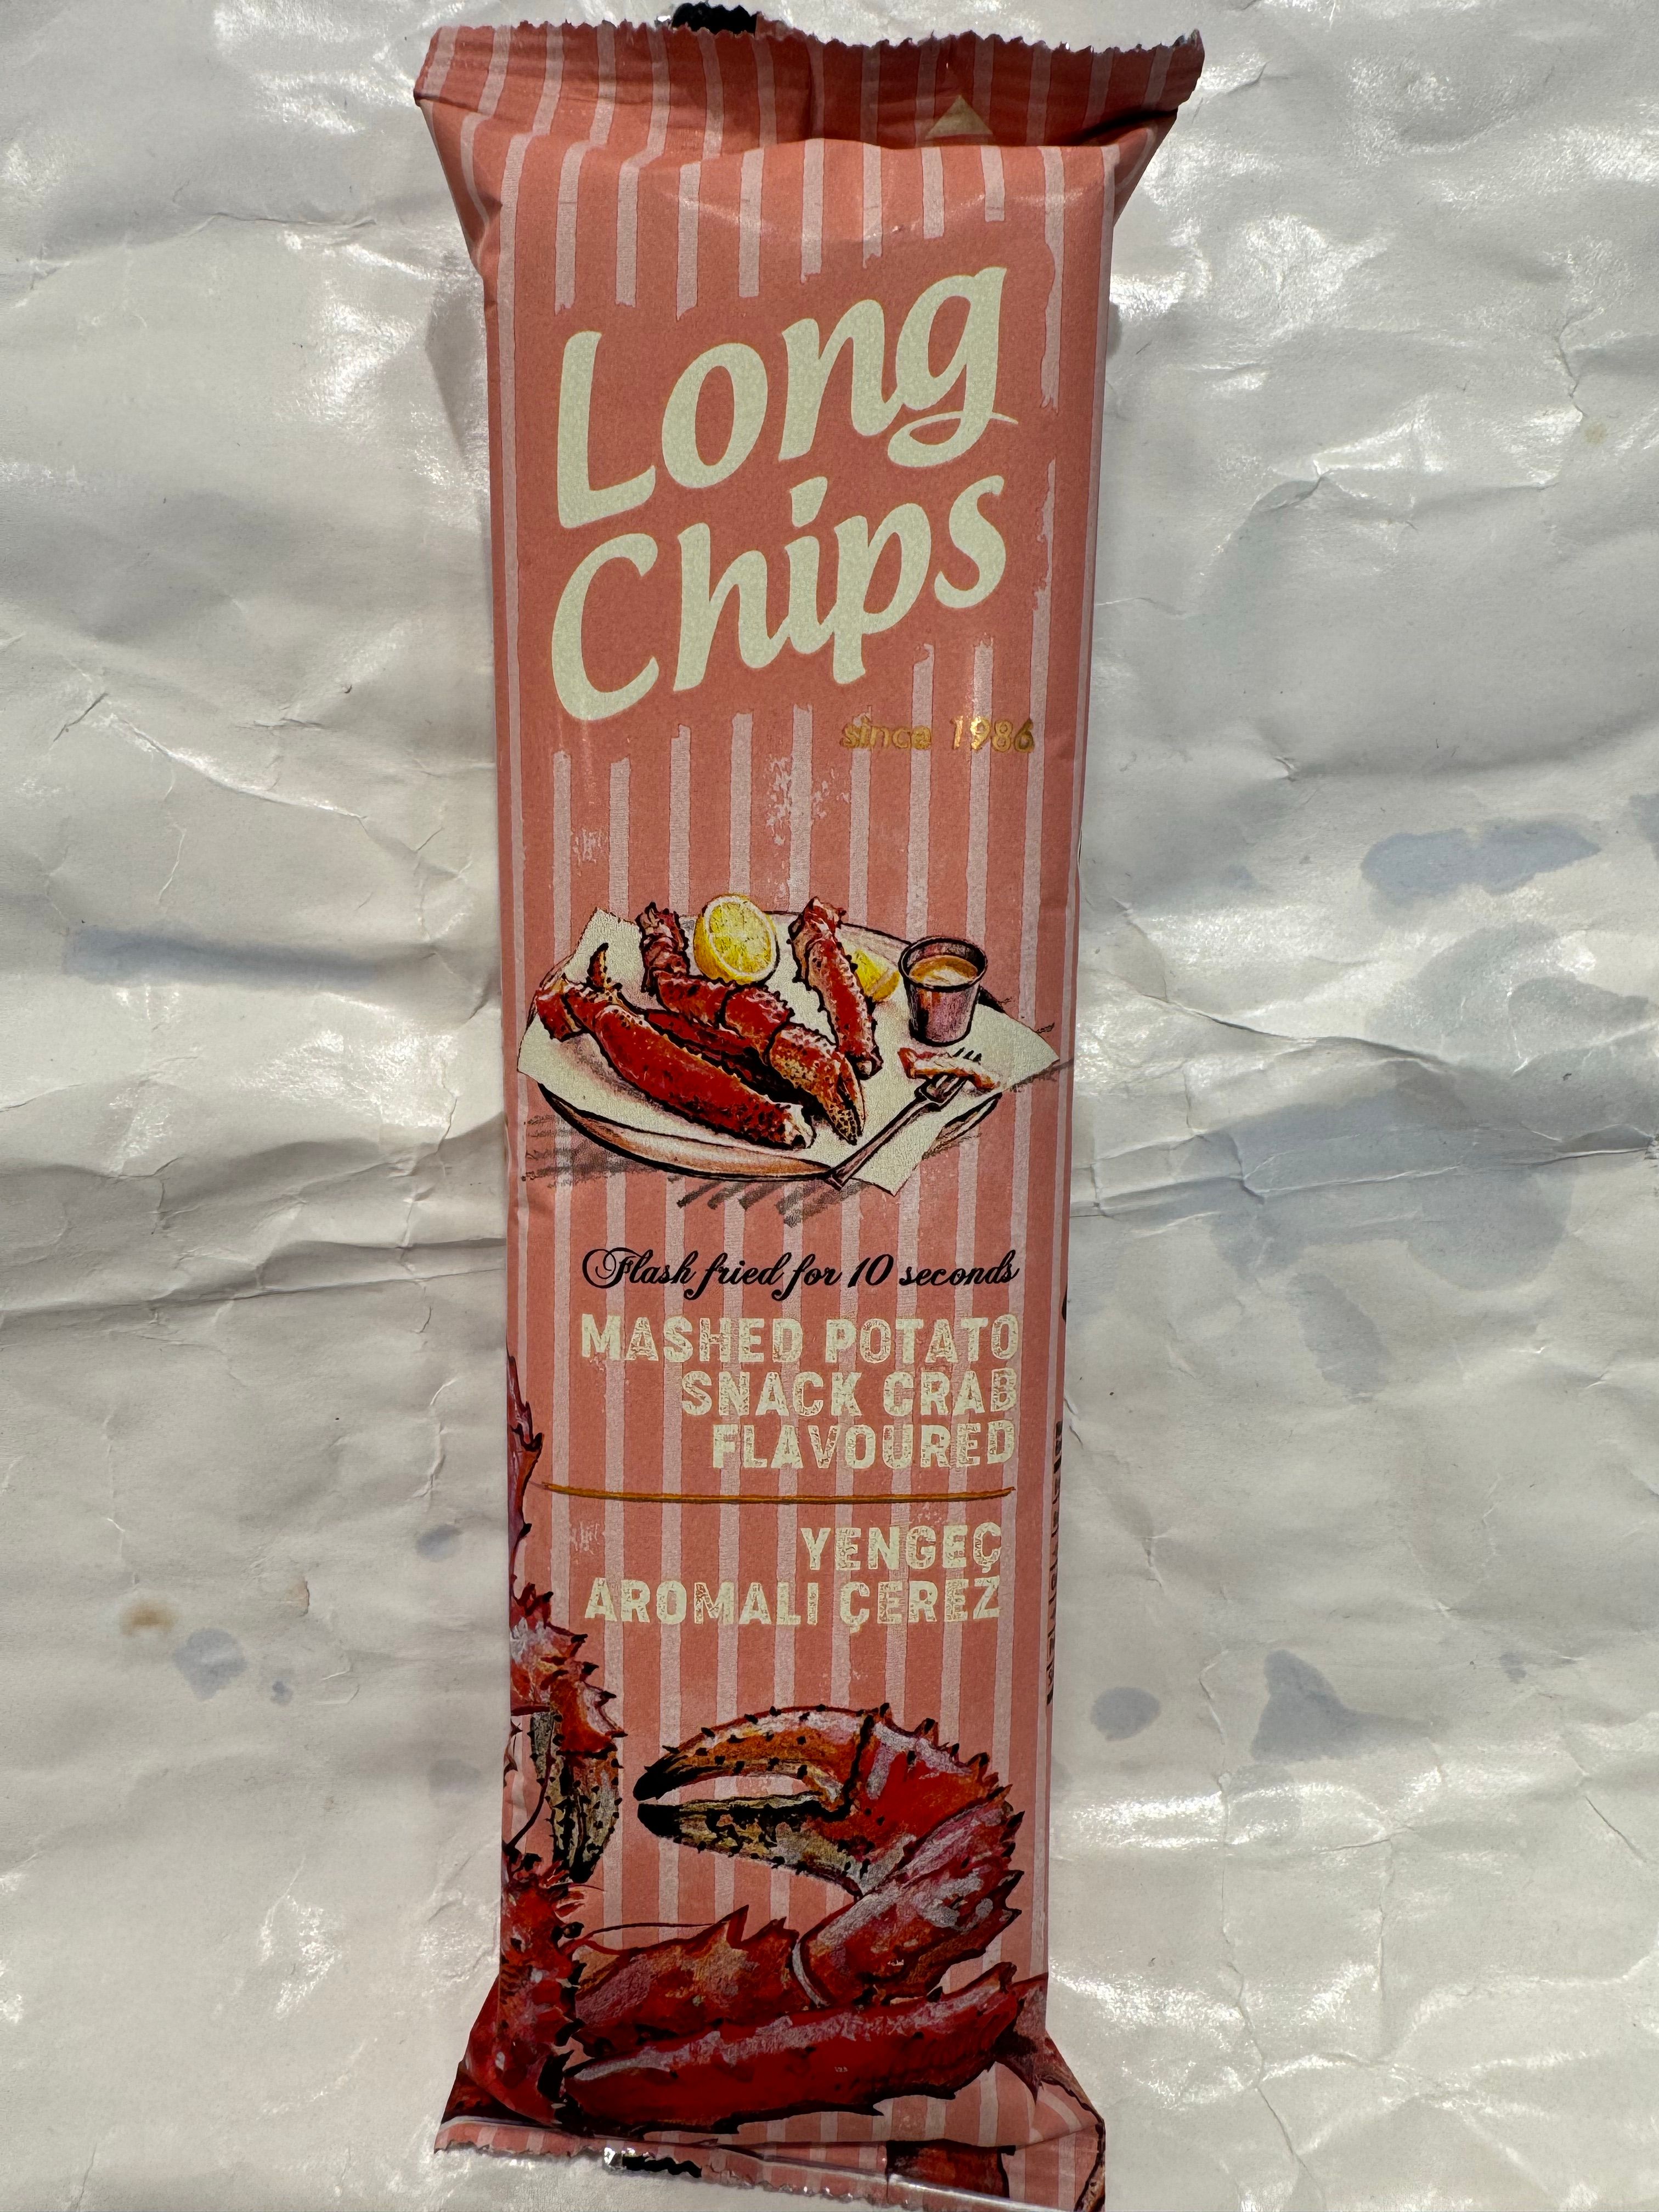 Long
Chips
since 1986
Flash fried for 10 seconds
MASHED POTATO
SNACK CRAB
FLAVOURED
YENGEÇ
AROMALI ÇEREZ